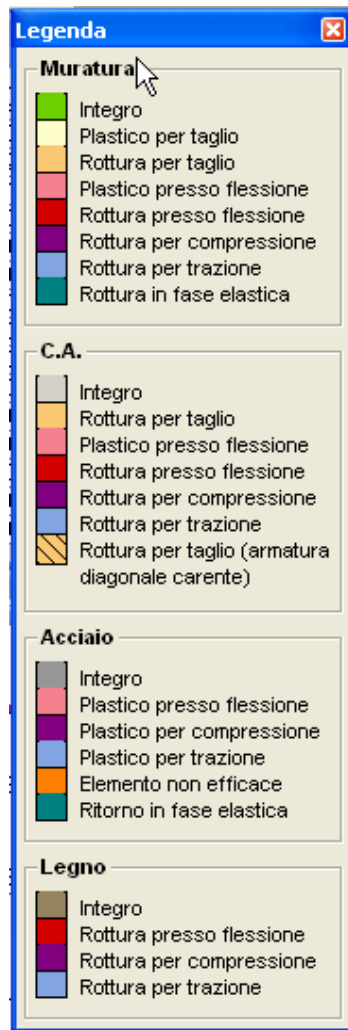 Legenda
Muratura
Integro
Plastico per taglio
Rottura per taglio
Plastico presso flessione
Rottura presso flessione
Rottura per compressione
Rottura per trazione
Rottura in fase elastica
C.A.
Integro
Rottura per taglio
Plastico presso flessione
Rottura presso flessione
Rottura per compressione
Rottura per trazione
Rottura per taglio (armatura
diagonale carente)
Acciaio
Integro
Plastico presso flessione
Plastico per compressione
Plastico per trazione
Elemento non efficace
Ritorno in fase elastica
Legno
Integro
Rottura presso flessione
Rottura per compressione
Rottura per trazione